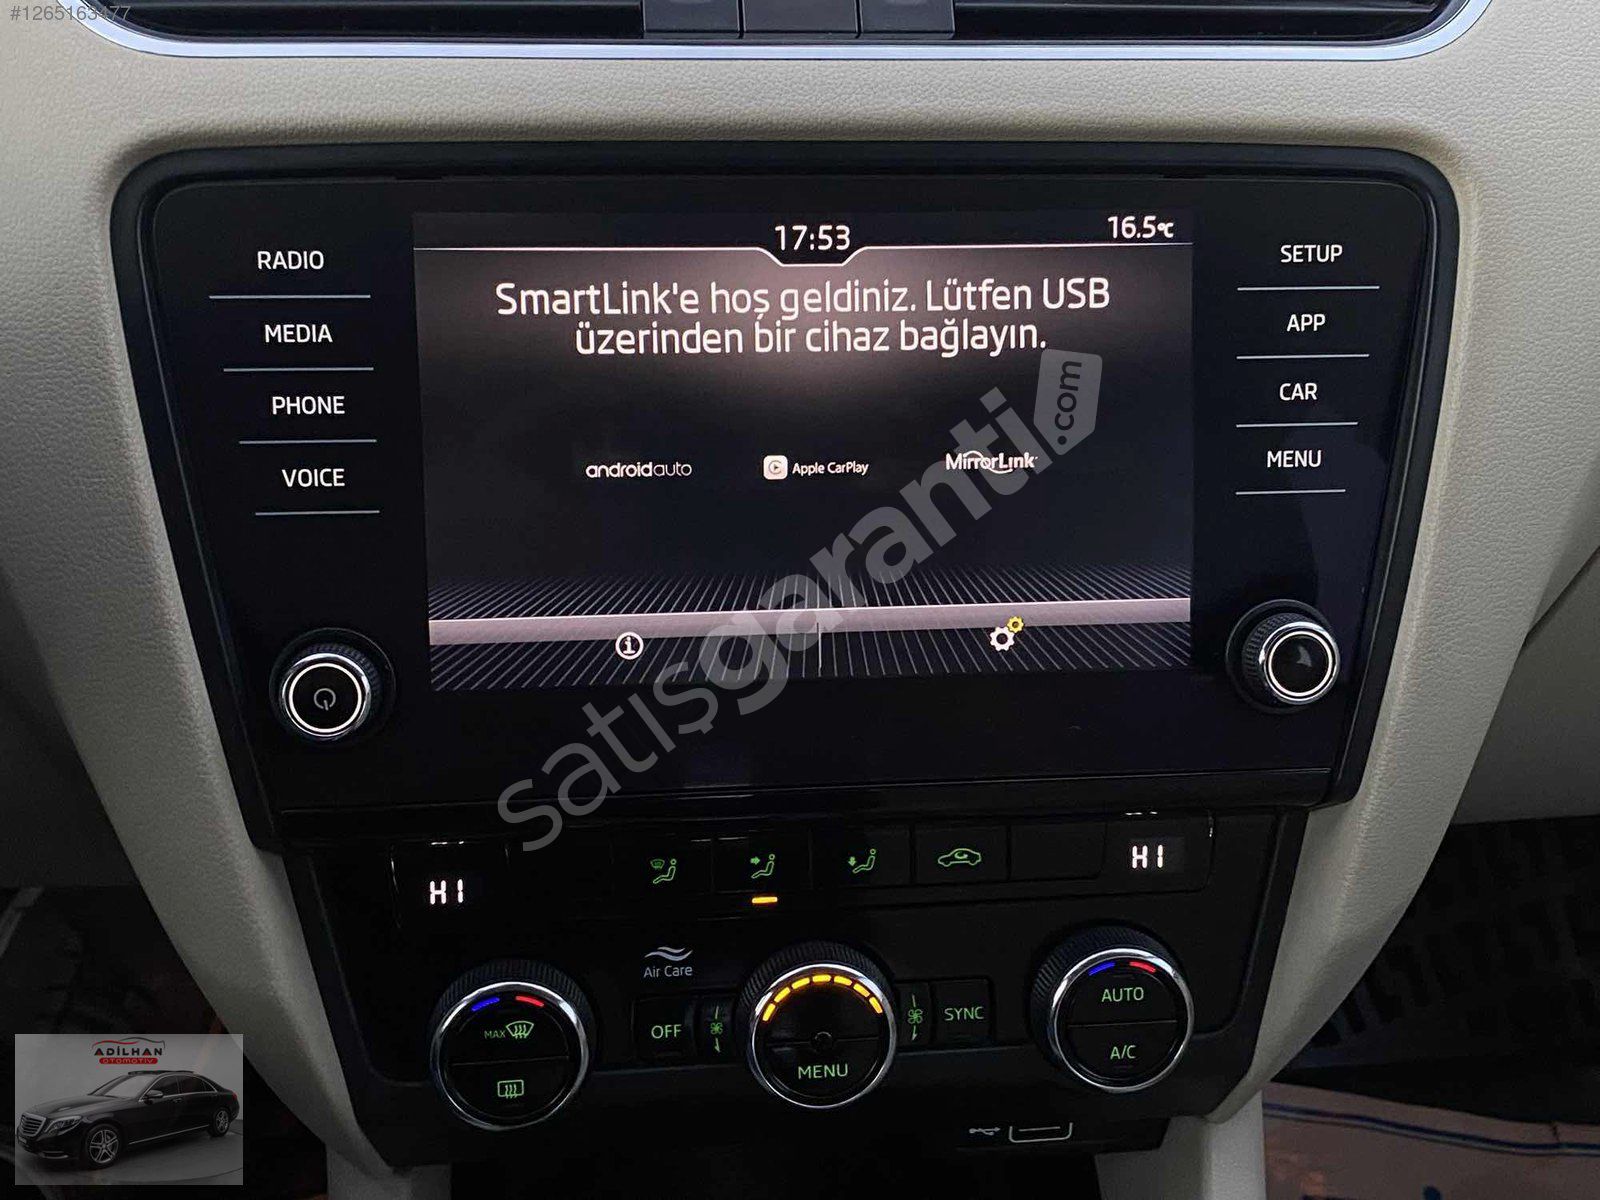 #1265163477
17:53
16.5°C
RADIO
MEDIA
PHONE
VOICE
SmartLink'e hoş geldiniz. Lütfen USB
üzerinden bir cihaz bağlayın.
androidauto
Apple CarPlay
MirrorLink
SETUP
APP
CAR
MENU
satışgaranti.com
HI
HI
Air Care
MAX
OFF
MENU
SYNC
AUTO
A/C
ADİLHAN
OTOMOTİV